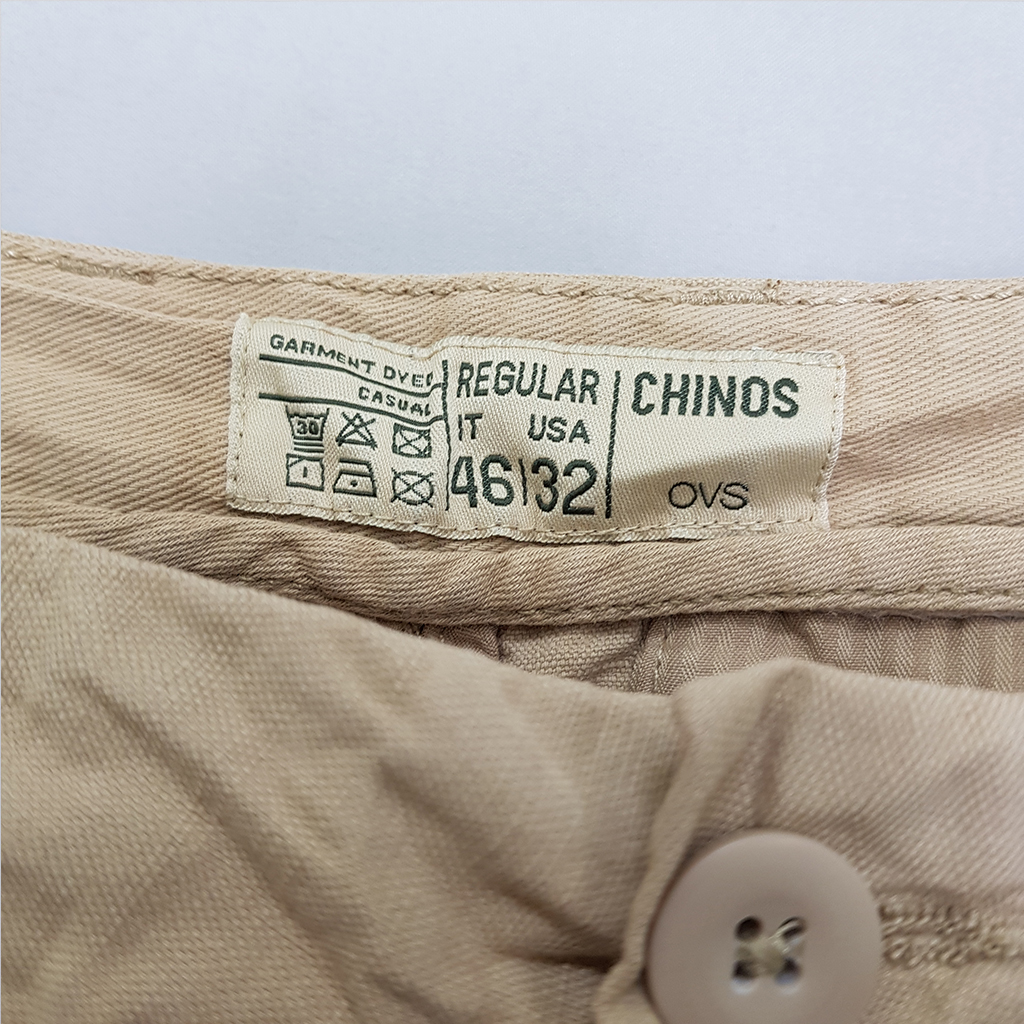 GARMENT DYED
CASUAL
30
REGULAR
IT USA
46 32
CHINOS
OVS